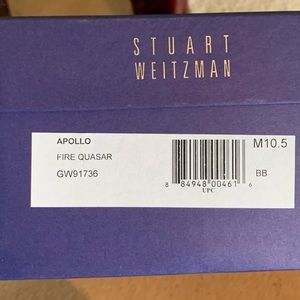 STUART
WEITZMAN
APOLLO
M10.5
FIRE QUASAR
GW91736
8 84948 00461 6
UPC
BB